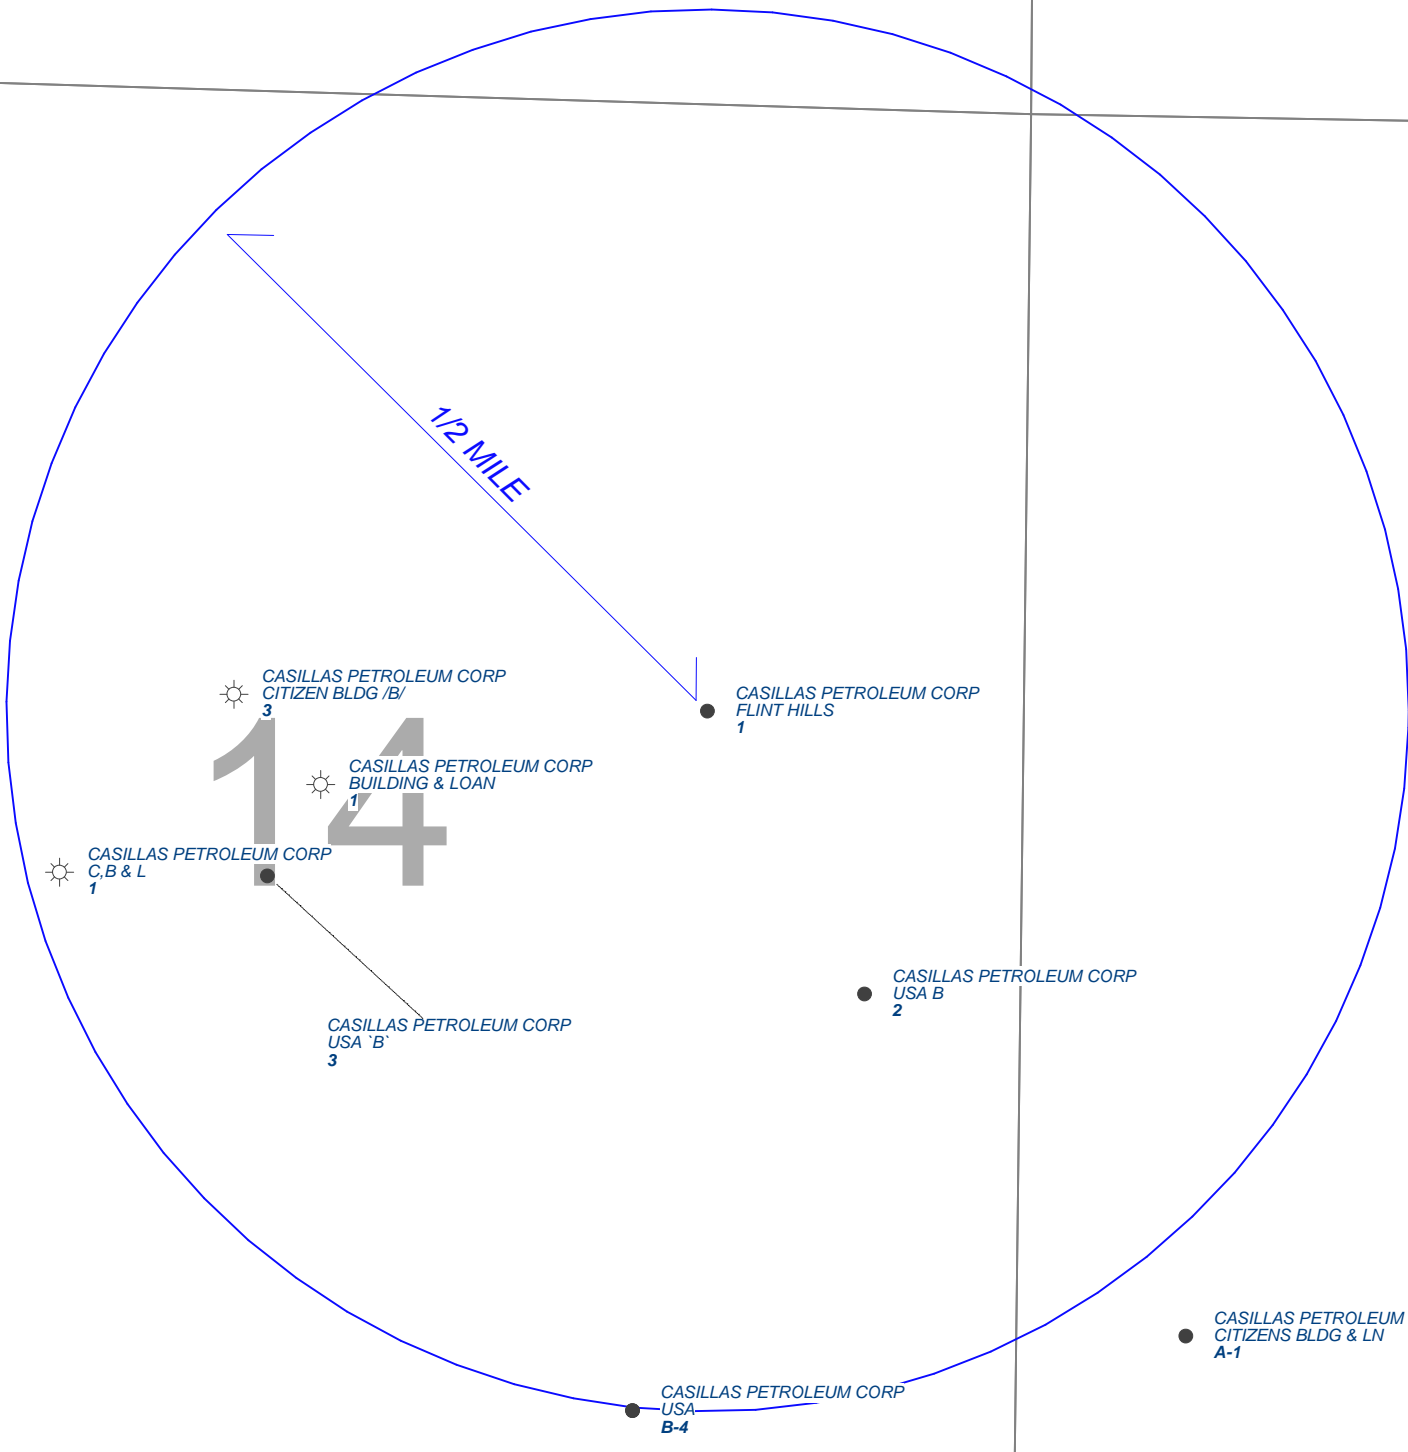 1/2 MILE
CASILLAS PETROLEUM CORP
CITIZEN BLDG /B/
3
CASILLAS PETROLEUM CORP
FLINT HILLS
1
14
CASILLAS PETROLEUM CORP
BUILDING & LOAN
1
CASILLAS PETROLEUM CORP
C,B & L
1
CASILLAS PETROLEUM CORP
USA B
2
CASILLAS PETROLEUM CORP
USA `B`
3
CASILLAS PETROLEUM
CITIZENS BLDG & LN
A-1
CASILLAS PETROLEUM CORP
USA
B-4